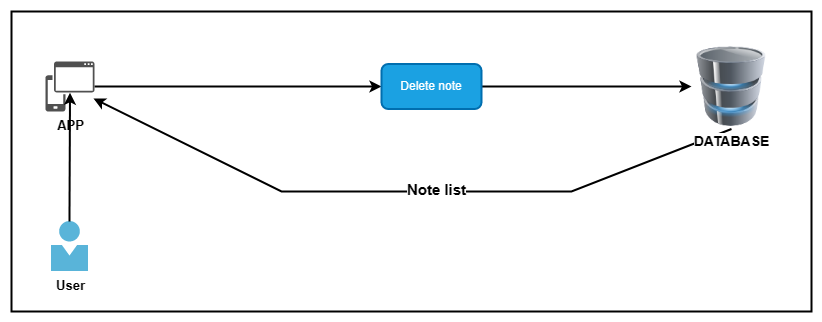 Delete note
APP
DATABASE
Note list
User